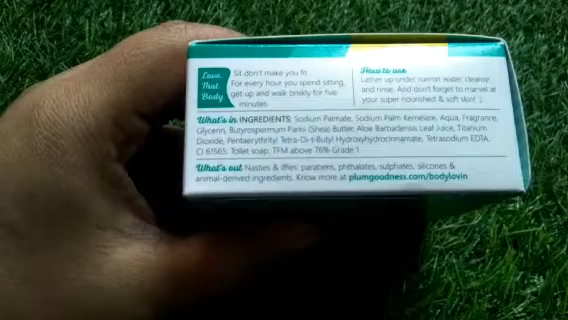 Love
That
Body
Sit don't make you fit.
For every hour you spend sitting,
get up and walk briskly for five
minutes.
How to use
Lather up under runnin' water, cleanse
and rinse. And don't forget to marvel at
your super nourished & soft skin! :)
What's in INGREDIENTS: Sodium Palmate, Sodium Palm Kernelate, Aqua, Fragrance,
Glycerin, Butyrospermum Parkii (Shea) Butter, Aloe Barbadensis Leaf Juice, Titanium
Dioxide, Pentaerythrityl Tetra-Di-t-Butyl Hydroxyhydrocinnamate, Tetrasodium EDTA,
CI 61565. Toilet soap, TFM above 76% Grade 1.
What's out Nasties & iffies: parabens, phthalates, sulphates, silicones &
animal-derived ingredients. Know more at plumgoodness.com/bodylovin